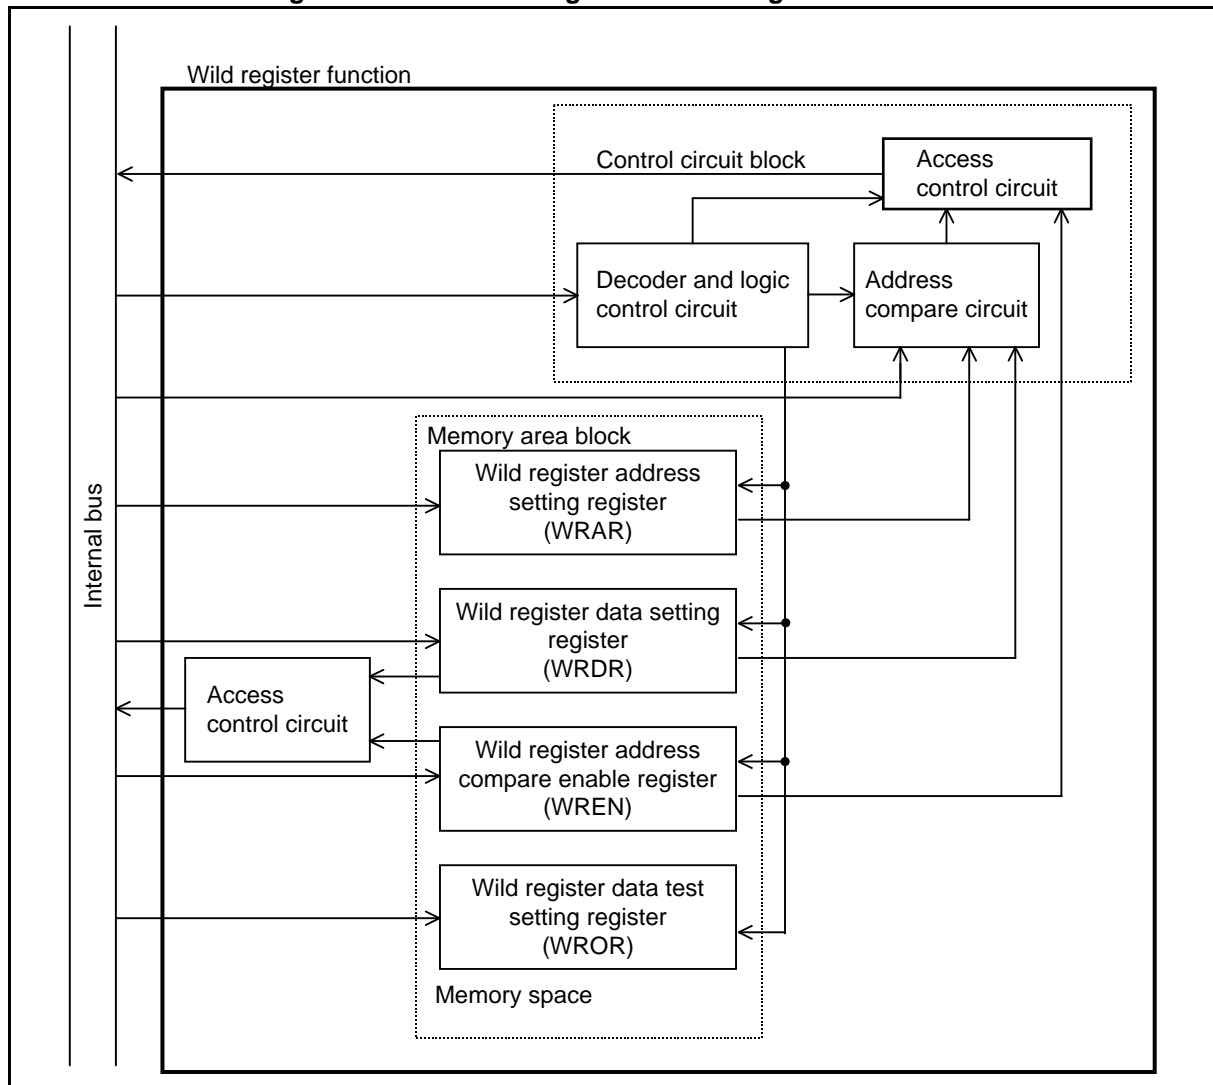 Wild register function
Control circuit block
Access
control circuit
Decoder and logic
control circuit
Address
compare circuit
Memory area block
Wild register address
setting register
(WRAR)
Internal bus
Wild register data setting
register
(WRDR)
Access
control circuit
Wild register address
compare enable register
(WREN)
Wild register data test
setting register
(WROR)
Memory space